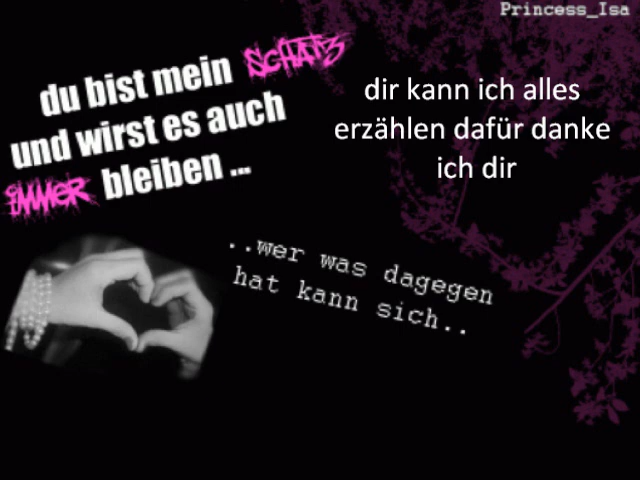 Princess_Isa
du bist mein SCHATZ
und wirst es auch
iMMER bleiben ...
dir kann ich alles
erzählen dafür danke
ich dir
..wer was dagegen
hat kann sich..